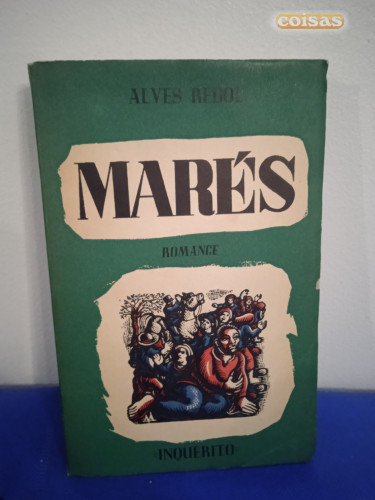 coisas
ALVES REDOL
MARÉS
ROMANCE
"INQUÉRITO"